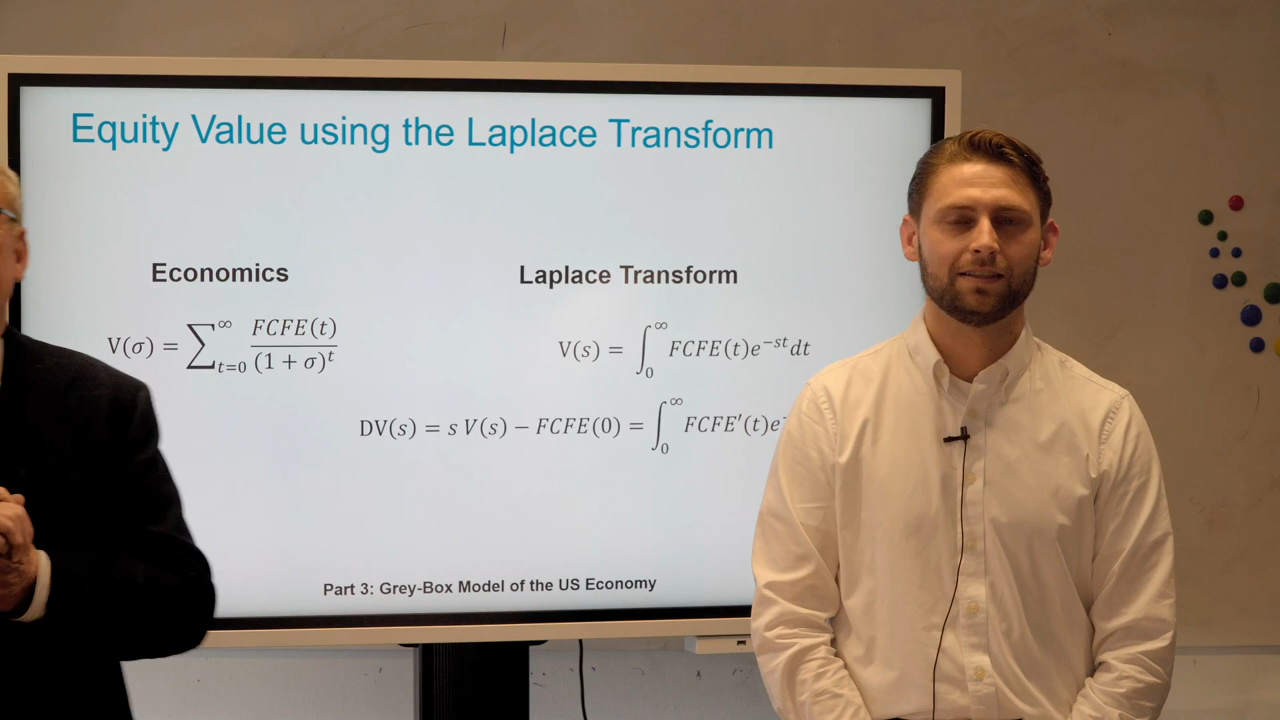 Equity Value using the Laplace Transform
Economics
V(σ) = ∑_{t=0}^{∞} FCFE(t) / (1 + σ)^t
Laplace Transform
V(s) = ∫_0^∞ FCFE(t)e^{−st}dt
DV(s) = s V(s) − FCFE(0) = ∫_0^∞ FCFE′(t)e
Part 3: Grey-Box Model of the US Economy